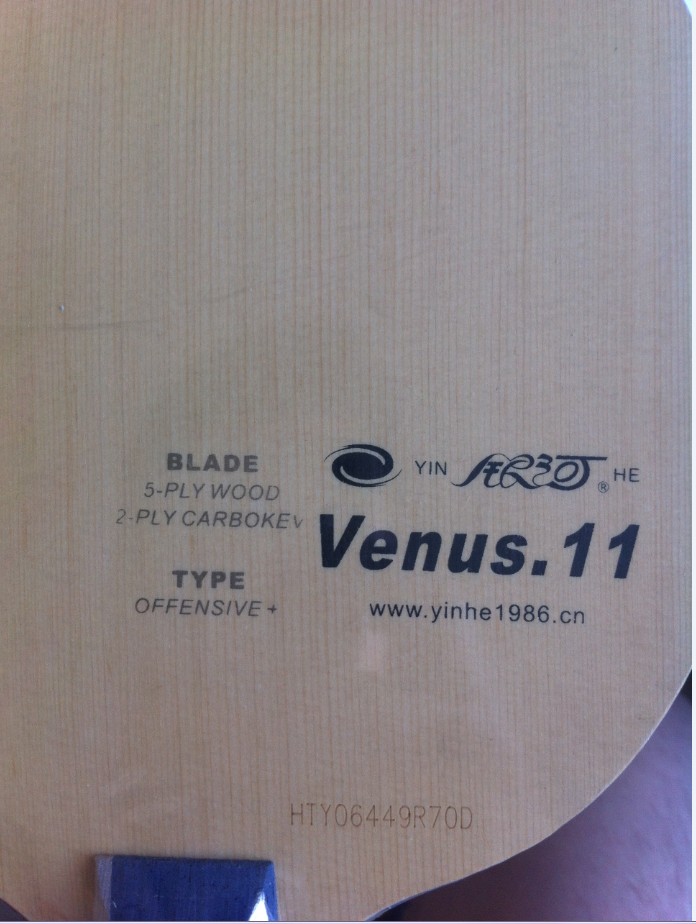 BLADE
5-PLY WOOD
2-PLY CARBOKEV
TYPE
OFFENSIVE +
YIN 银河® HE
Venus.11
www.yinhe1986.cn
HTY06449R70D